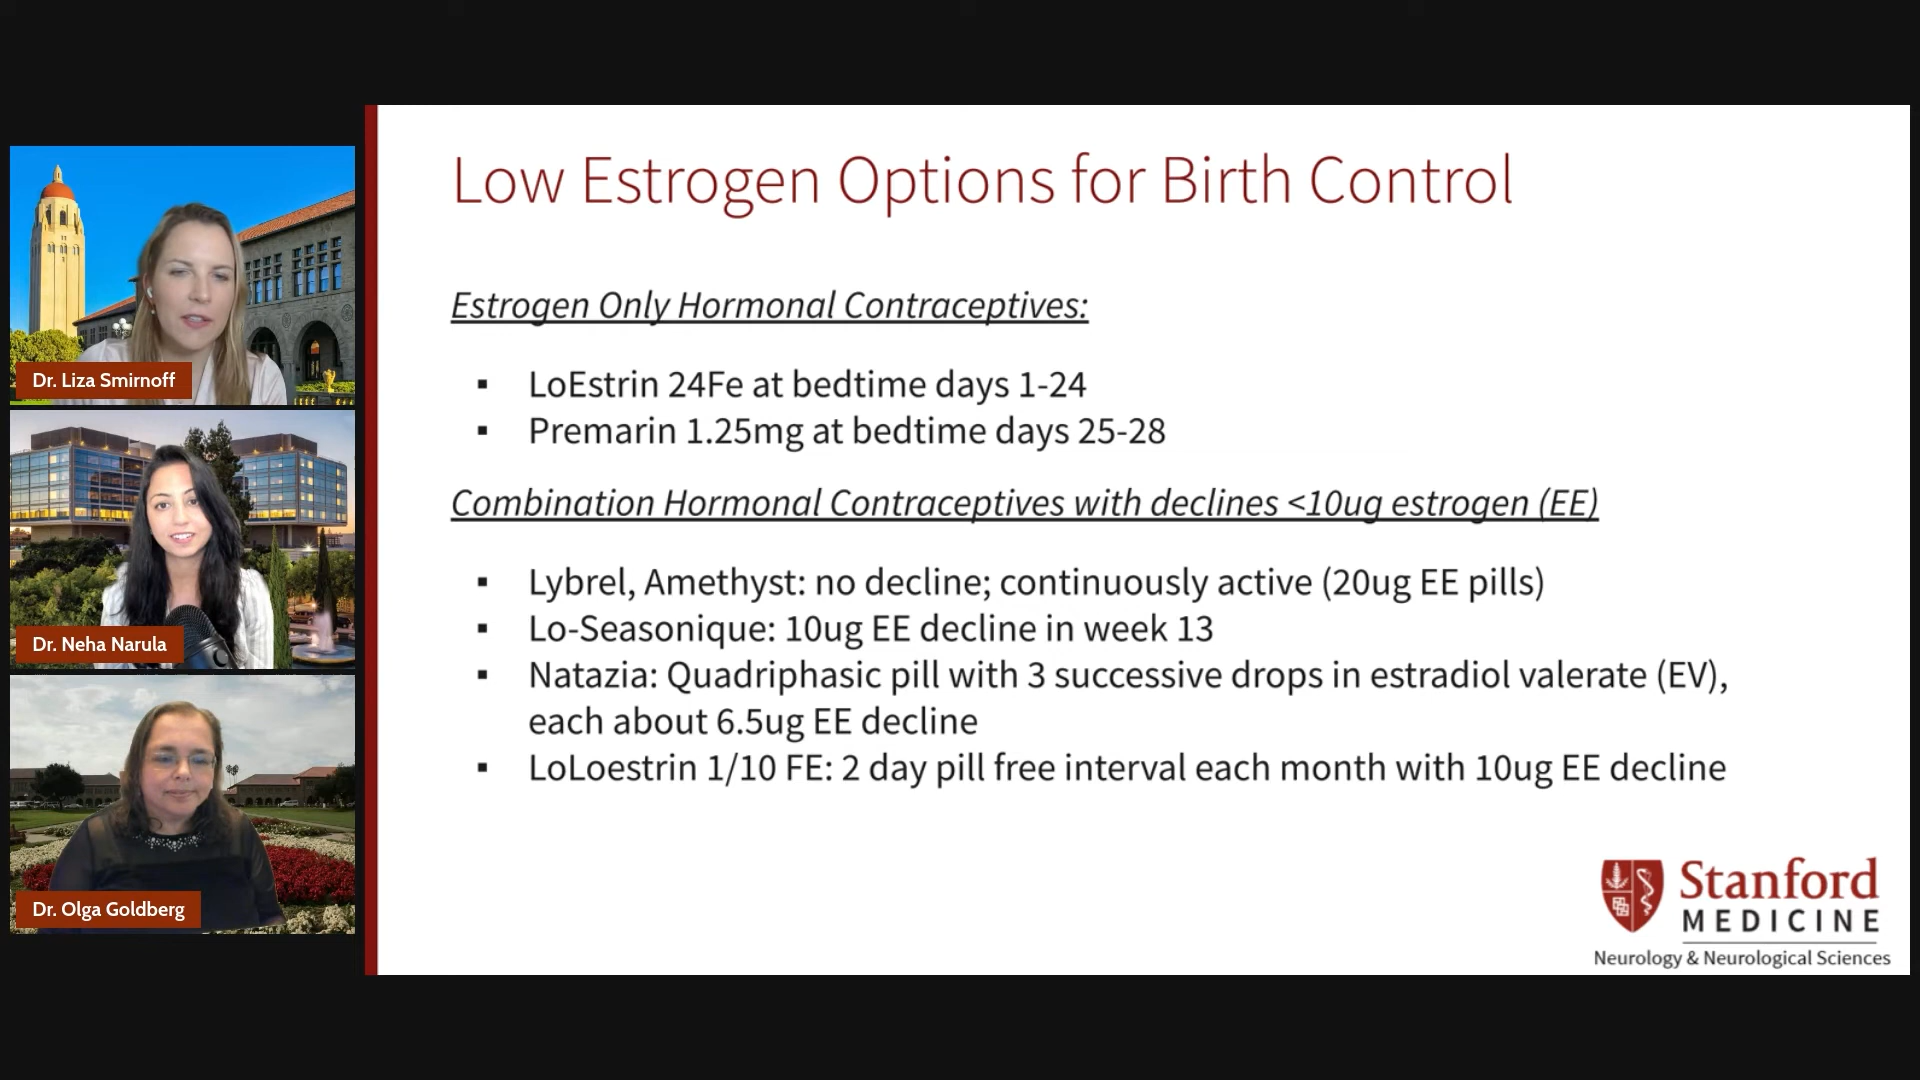 Low Estrogen Options for Birth Control
Estrogen Only Hormonal Contraceptives:
▪ LoEstrin 24Fe at bedtime days 1-24
▪ Premarin 1.25mg at bedtime days 25-28
Combination Hormonal Contraceptives with declines <10ug estrogen (EE)
▪ Lybrel, Amethyst: no decline; continuously active (20ug EE pills)
▪ Lo-Seasonique: 10ug EE decline in week 13
▪ Natazia: Quadriphasic pill with 3 successive drops in estradiol valerate (EV),
each about 6.5ug EE decline
▪ LoLoestrin 1/10 FE: 2 day pill free interval each month with 10ug EE decline
Dr. Liza Smirnoff
Dr. Neha Narula
Dr. Olga Goldberg
Stanford
MEDICINE
Neurology & Neurological Sciences